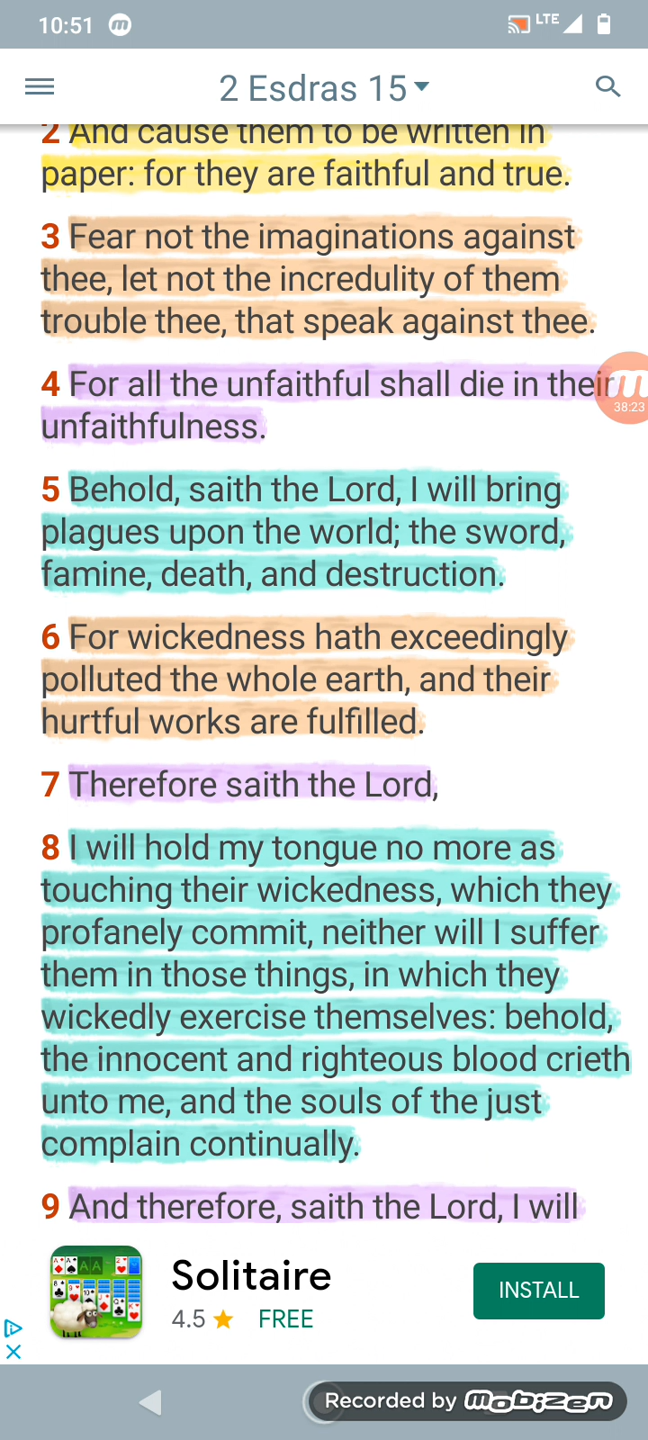 10:51
LTE
2 Esdras 15
2 And cause them to be written in
paper: for they are faithful and true.
3 Fear not the imaginations against
thee, let not the incredulity of them
trouble thee, that speak against thee.
4 For all the unfaithful shall die in their
unfaithfulness.
38:23
5 Behold, saith the Lord, I will bring
plagues upon the world; the sword,
famine, death, and destruction.
6 For wickedness hath exceedingly
polluted the whole earth, and their
hurtful works are fulfilled.
7 Therefore saith the Lord,
8 I will hold my tongue no more as
touching their wickedness, which they
profanely commit, neither will I suffer
them in those things, in which they
wickedly exercise themselves: behold,
the innocent and righteous blood crieth
unto me, and the souls of the just
complain continually.
9 And therefore, saith the Lord, I will
Solitaire
4.5 ★ FREE
INSTALL
Recorded by mobizen